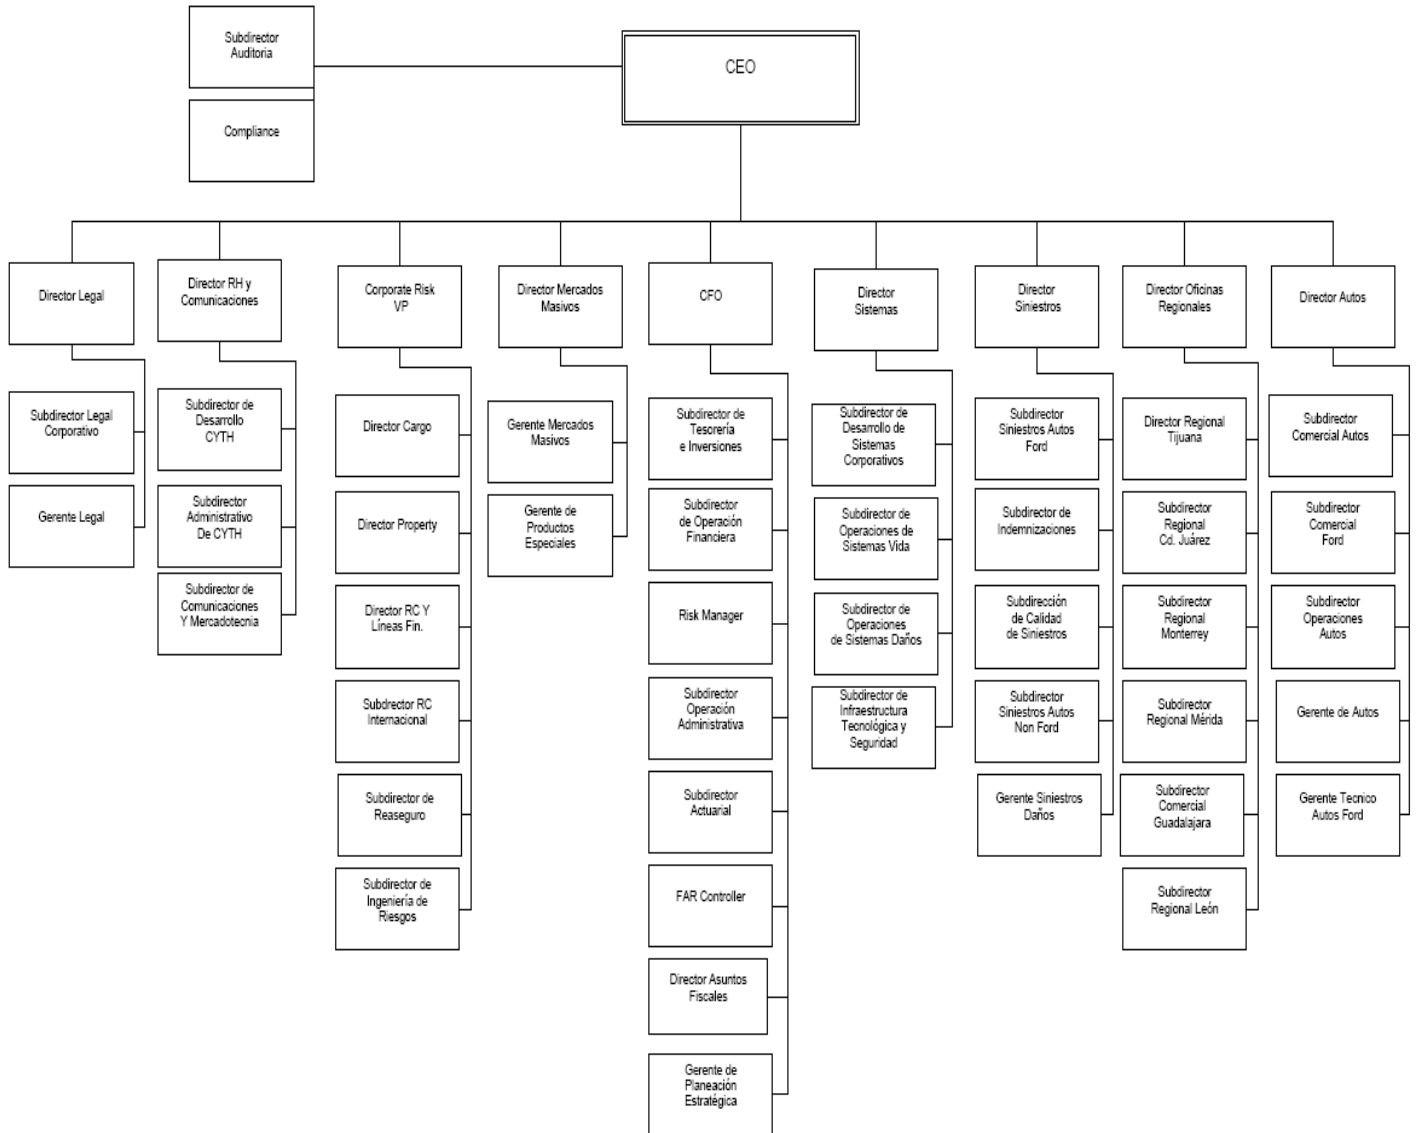 Subdirector
Auditoria
CEO
Compliance
Director Legal
Director RH y
Comunicaciones
Corporate Risk
VP
Director Mercados
Masivos
CFO
Director
Sistemas
Director
Siniestros
Director Oficinas
Regionales
Director Autos
Subdirector Legal
Corporativo
Gerente Legal
Subdirector de
Desarrollo
CYTH
Subdirector
Administrativo
De CYTH
Subdirector de
Comunicaciones
Y Mercadotecnia
Director Cargo
Director Property
Director RC Y
Líneas Fin.
Subdrector RC
Internacional
Subdirector de
Reaseguro
Subdirector de
Ingeniería de
Riesgos
Gerente Mercados
Masivos
Gerente de
Productos
Especiales
Subdirector de
Tesorería
e Inversiones
Subdirector
de Operación
Financiera
Risk Manager
Subdirector
Operación
Administrativa
Subdirector
Actuarial
FAR Controller
Director Asuntos
Fiscales
Gerente de
Planeación
Estratégica
Subdirector de
Desarrollo de
Sistemas
Corporativos
Subdirector de
Operaciones de
Sistemas Vida
Subdirector de
Operaciones
de Sistemas Daños
Subdirector de
Infraestructura
Tecnológica y
Seguridad
Subdirector
Siniestros Autos
Ford
Subdirector de
Indemnizaciones
Subdirección
de Calidad
de Siniestros
Subdirector
Siniestros Autos
Non Ford
Gerente Siniestros
Daños
Director Regional
Tijuana
Subdirector
Regional
Cd. Juárez
Subdirector
Regional
Monterrey
Subdirector
Regional Mérida
Subdirector
Comercial
Guadalajara
Subdirector
Regional León
Subdirector
Comercial Autos
Subdirector
Comercial
Ford
Subdirector
Operaciones
Autos
Gerente de Autos
Gerente Tecnico
Autos Ford